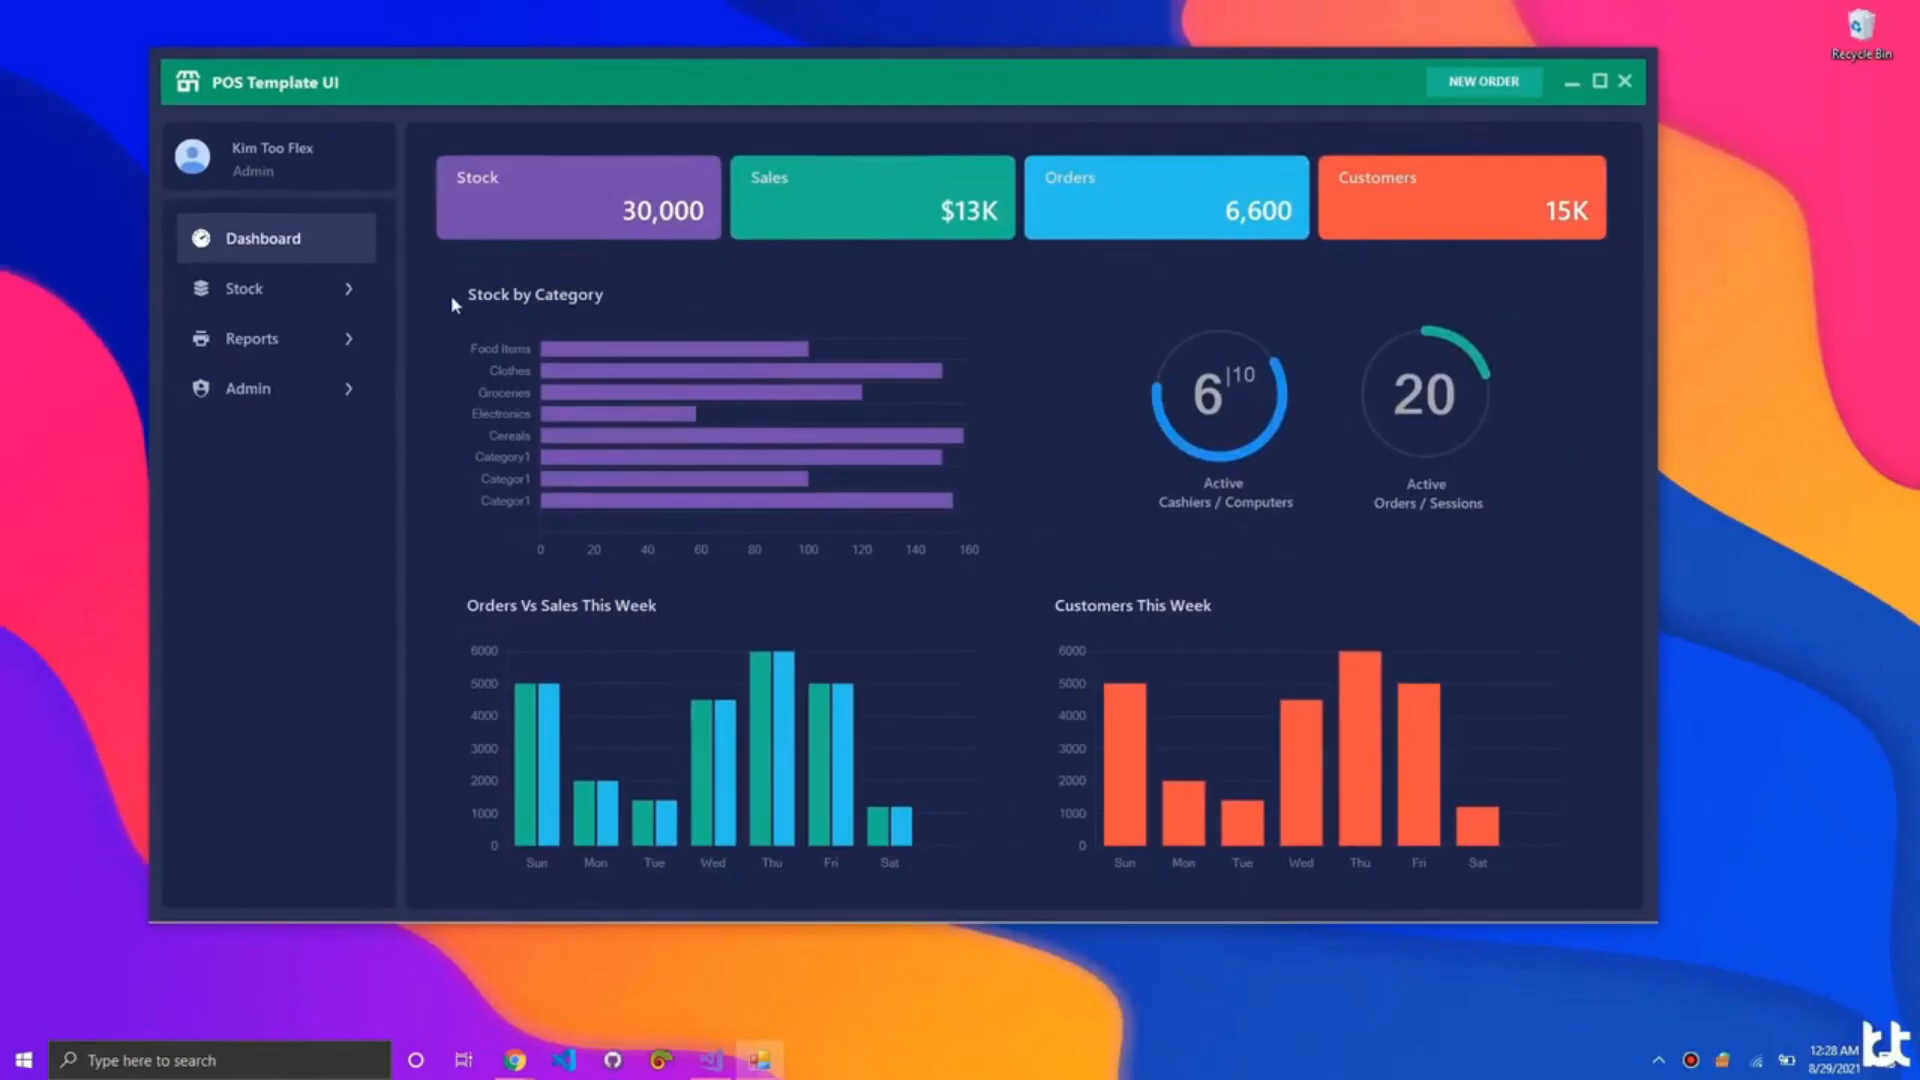 Recycle Bin
POS Template UI
NEW ORDER
Kim Too Flex
Admin
Dashboard
Stock
Reports
Admin
Stock
30,000
Sales
$13K
Orders
6,600
Customers
15K
Stock by Category
Food Items
Clothes
Groceries
Electronics
Cereals
Category1
Categor1
Categor1
0 20 40 60 80 100 120 140 160
6 |10
Active
Cashiers / Computers
20
Active
Orders / Sessions
Orders Vs Sales This Week
6000
5000
4000
3000
2000
1000
0
Sun Mon Tue Wed Thu Fri Sat
Customers This Week
6000
5000
4000
3000
2000
1000
0
Sun Mon Tue Wed Thu Fri Sat
Type here to search
12:28 AM
8/29/2021